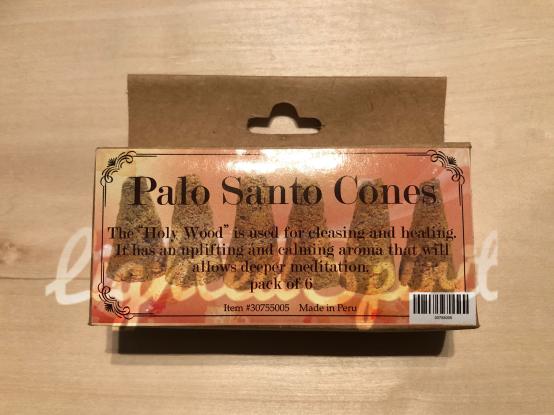 Palo Santo Cones
The "Holy Wood" is used for cleasing and healing.
It has an uplifting and calming aroma that will
allows deeper meditation.
pack of 6
Item #30755005 Made in Peru